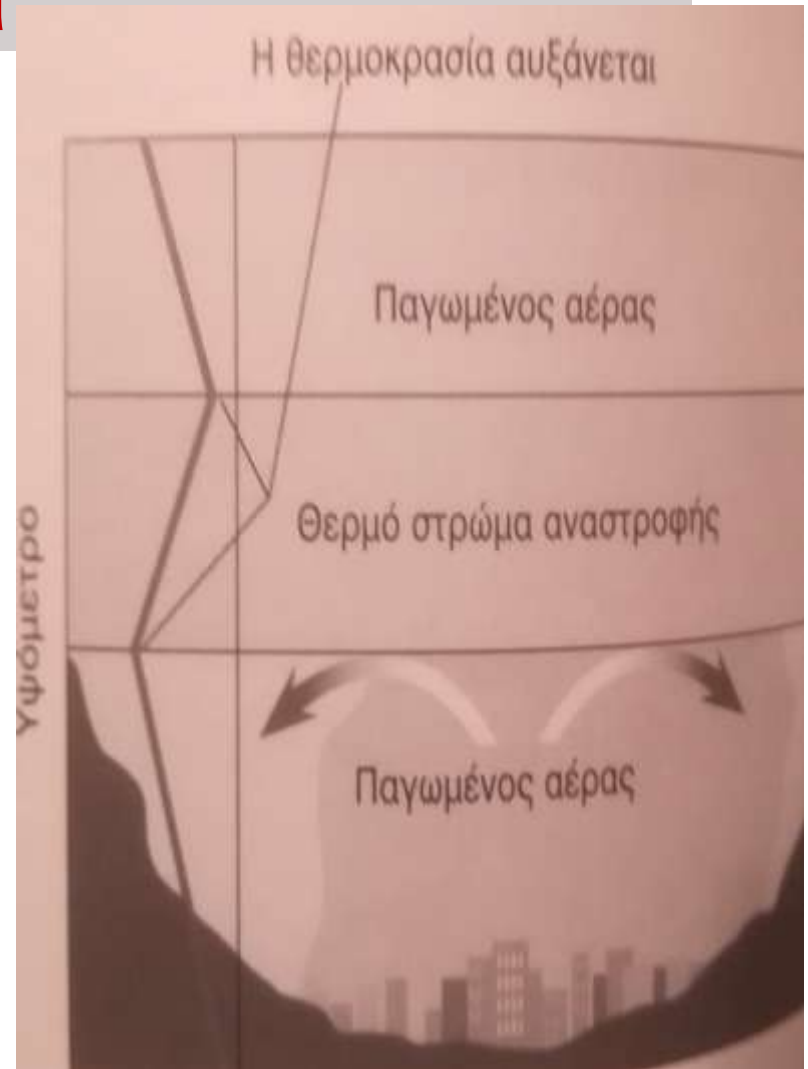 Η θερμοκρασία αυξάνεται
Παγωμένος αέρας
Θερμό στρώμα αναστροφής
Υψόμετρο
Παγωμένος αέρας